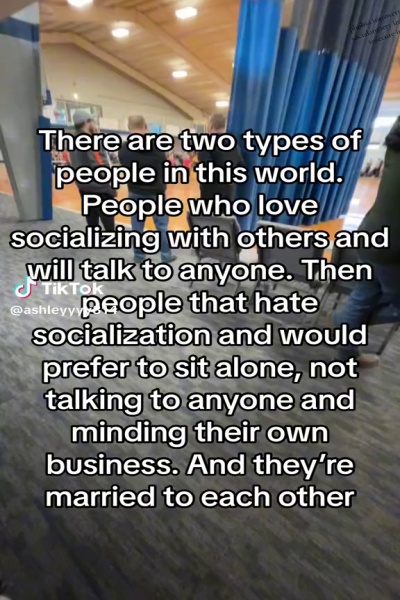 There are two types of
people in this world.
People who love
socializing with others and
will talk to anyone. Then
people that hate
socialization and would
prefer to sit alone, not
talking to anyone and
minding their own
business. And they're
married to each other
TikTok